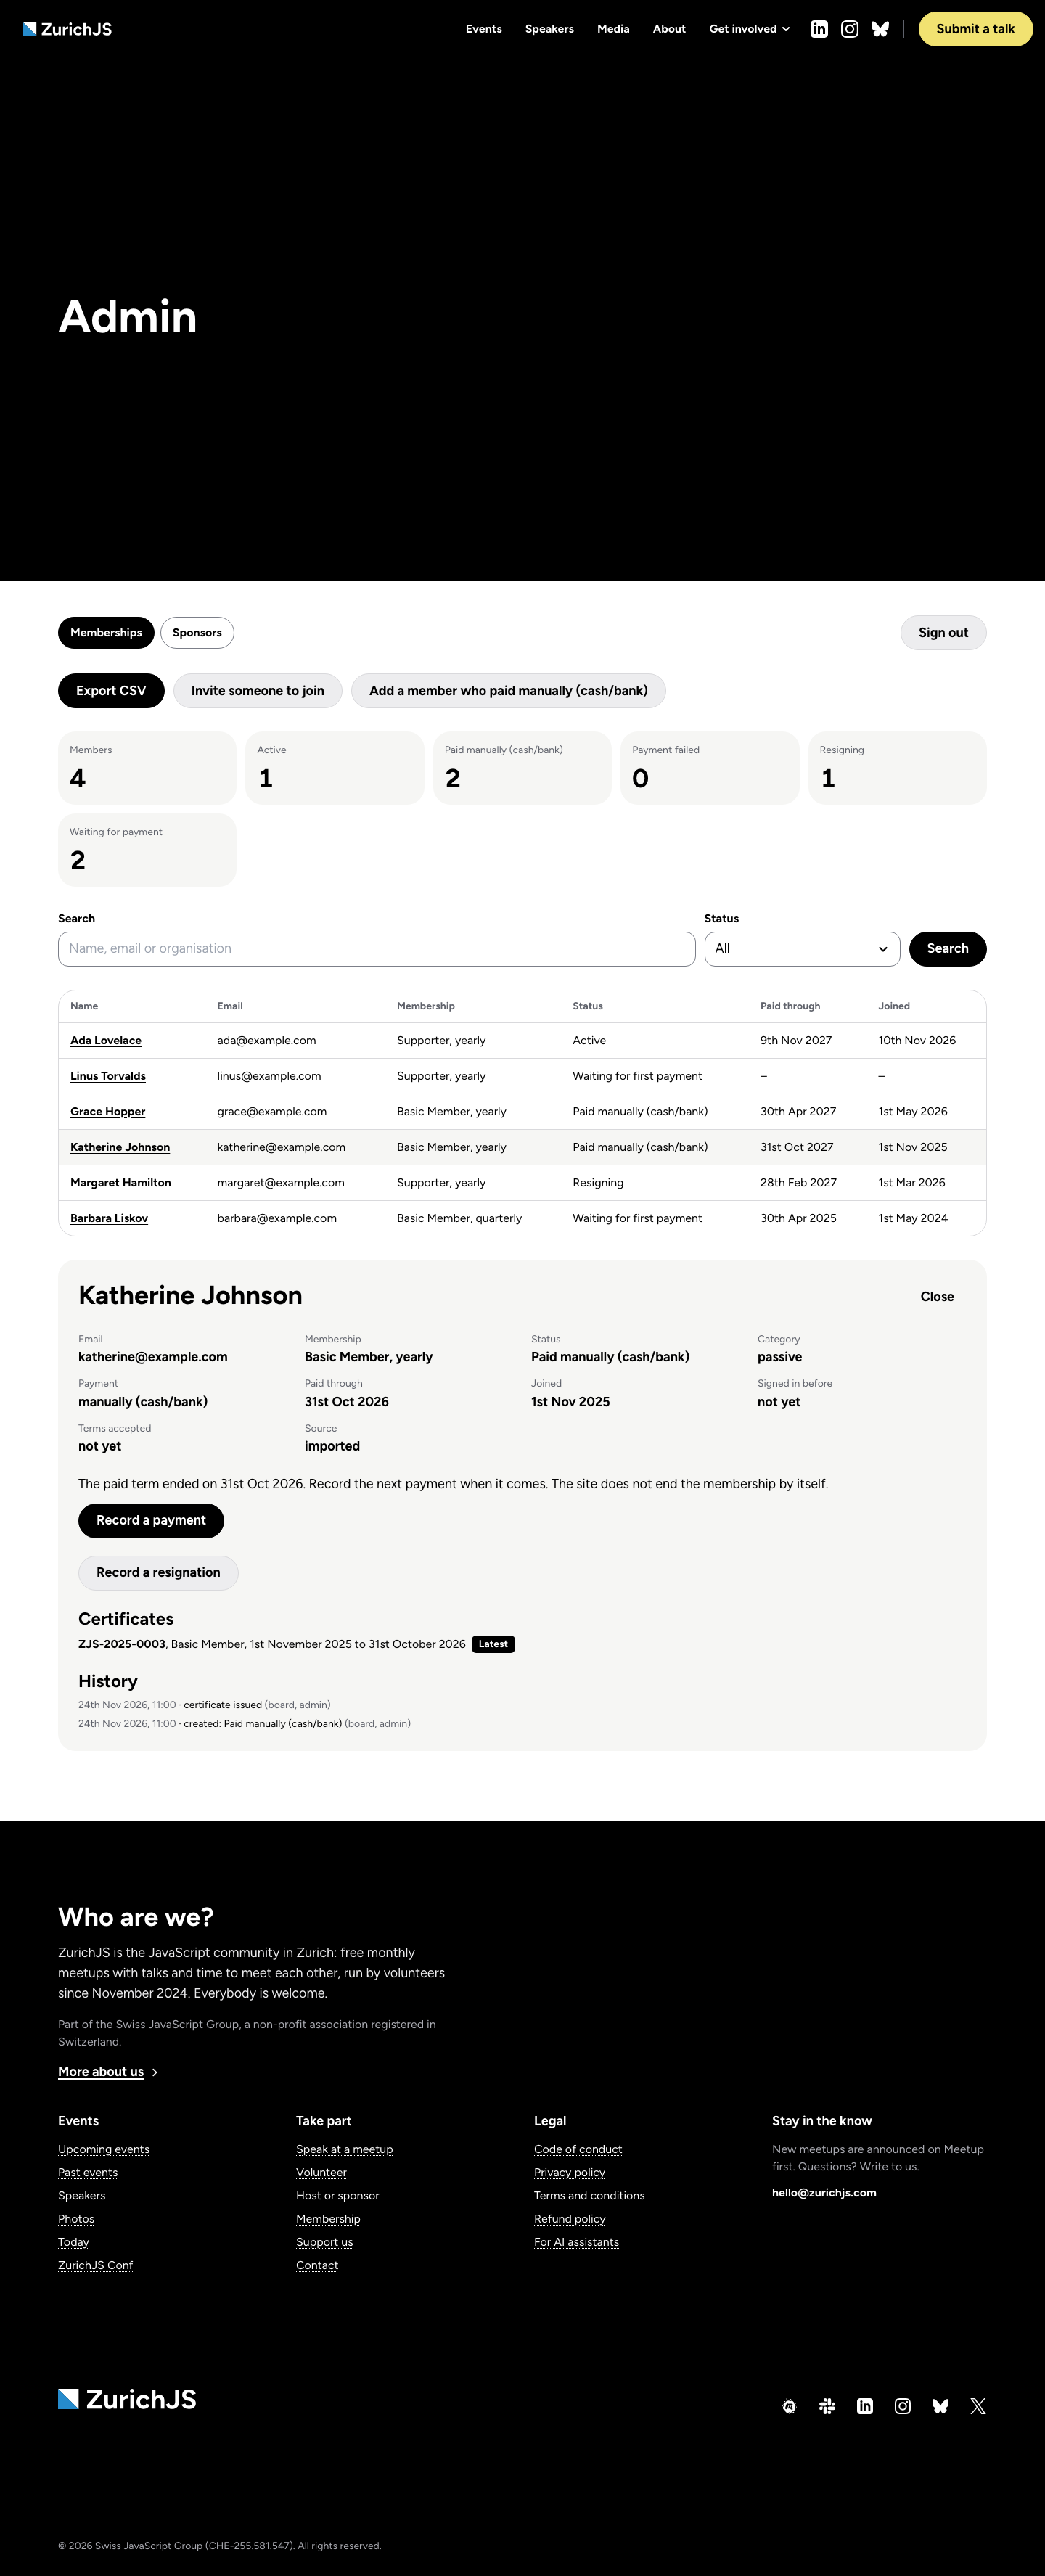 ZurichJS
Events Speakers Media About Get involved Submit a talk
Admin
Memberships Sponsors Sign out
Export CSV Invite someone to join Add a member who paid manually (cash/bank)
Members Active Paid manually (cash/bank) Payment failed Resigning
4 1 2 0 1
Waiting for payment
2
Search Status
Name, email or organisation All Search
Name Email Membership Status Paid through Joined
Ada Lovelace ada@example.com Supporter, yearly Active 9th Nov 2027 10th Nov 2026
Linus Torvalds linus@example.com Supporter, yearly Waiting for first payment – –
Grace Hopper grace@example.com Basic Member, yearly Paid manually (cash/bank) 30th Apr 2027 1st May 2026
Katherine Johnson katherine@example.com Basic Member, yearly Paid manually (cash/bank) 31st Oct 2027 1st Nov 2025
Margaret Hamilton margaret@example.com Supporter, yearly Resigning 28th Feb 2027 1st Mar 2026
Barbara Liskov barbara@example.com Basic Member, quarterly Waiting for first payment 30th Apr 2025 1st May 2024
Katherine Johnson Close
Email Membership Status Category
katherine@example.com Basic Member, yearly Paid manually (cash/bank) passive
Payment Paid through Joined Signed in before
manually (cash/bank) 31st Oct 2026 1st Nov 2025 not yet
Terms accepted Source
not yet imported
The paid term ended on 31st Oct 2026. Record the next payment when it comes. The site does not end the membership by itself.
Record a payment
Record a resignation
Certificates
ZJS-2025-0003, Basic Member, 1st November 2025 to 31st October 2026 Latest
History
24th Nov 2026, 11:00 · certificate issued (board, admin)
24th Nov 2026, 11:00 · created: Paid manually (cash/bank) (board, admin)
Who are we?
ZurichJS is the JavaScript community in Zurich: free monthly
meetups with talks and time to meet each other, run by volunteers
since November 2024. Everybody is welcome.
Part of the Swiss JavaScript Group, a non-profit association registered in
Switzerland.
More about us
Events Take part Legal Stay in the know
Upcoming events Speak at a meetup Code of conduct New meetups are announced on Meetup
Past events Volunteer Privacy policy first. Questions? Write to us.
Speakers Host or sponsor Terms and conditions hello@zurichjs.com
Photos Membership Refund policy
Today Support us For AI assistants
ZurichJS Conf Contact
ZurichJS
© 2026 Swiss JavaScript Group (CHE-255.581.547). All rights reserved.